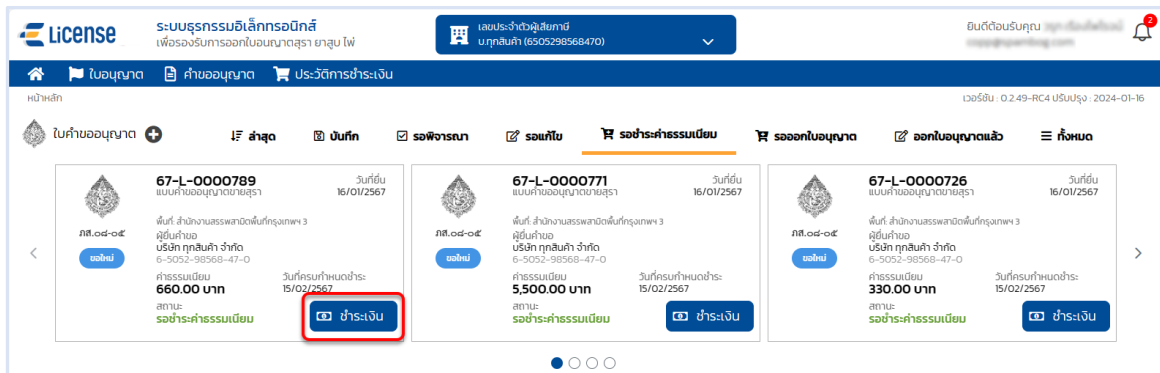 License
ระบบธุรกรรมอิเล็กทรอนิกส์
เพื่อรองรับการออกใบอนุญาตสุรา ยาสูบ ไพ่
เลขประจำตัวผู้เสียภาษี
บ.ทุกสินค้า (6505298568470)
ยินดีต้อนรับคุณ
2
ใบอนุญาต คำขออนุญาต ประวัติการชำระเงิน
หน้าหลัก
เวอร์ชัน : 0.2.49-RC4 ปรับปรุง : 2024-01-16
ใบคำขออนุญาต ล่าสุด บันทึก รอพิจารณา รอแก้ไข รอชำระค่าธรรมเนียม รอออกใบอนุญาต ออกใบอนุญาตแล้ว ทั้งหมด
ภส.๐๘-๐๕
ขอใหม่
67-L-0000789
แบบคำขออนุญาตขายสุรา
วันที่ยื่น
16/01/2567
พื้นที่: สำนักงานสรรพสามิตพื้นที่กรุงเทพฯ 3
ผู้ยื่นคำขอ
บริษัท ทุกสินค้า จำกัด
6-5052-98568-47-0
ค่าธรรมเนียม
660.00 บาท
วันที่ครบกำหนดชำระ
15/02/2567
สถานะ
รอชำระค่าธรรมเนียม
ชำระเงิน
ภส.๐๘-๐๕
ขอใหม่
67-L-0000771
แบบคำขออนุญาตขายสุรา
วันที่ยื่น
16/01/2567
พื้นที่: สำนักงานสรรพสามิตพื้นที่กรุงเทพฯ 3
ผู้ยื่นคำขอ
บริษัท ทุกสินค้า จำกัด
6-5052-98568-47-0
ค่าธรรมเนียม
5,500.00 บาท
วันที่ครบกำหนดชำระ
15/02/2567
สถานะ
รอชำระค่าธรรมเนียม
ชำระเงิน
ภส.๐๘-๐๕
ขอใหม่
67-L-0000726
แบบคำขออนุญาตขายสุรา
วันที่ยื่น
16/01/2567
พื้นที่: สำนักงานสรรพสามิตพื้นที่กรุงเทพฯ 3
ผู้ยื่นคำขอ
บริษัท ทุกสินค้า จำกัด
6-5052-98568-47-0
ค่าธรรมเนียม
330.00 บาท
วันที่ครบกำหนดชำระ
15/02/2567
สถานะ
รอชำระค่าธรรมเนียม
ชำระเงิน